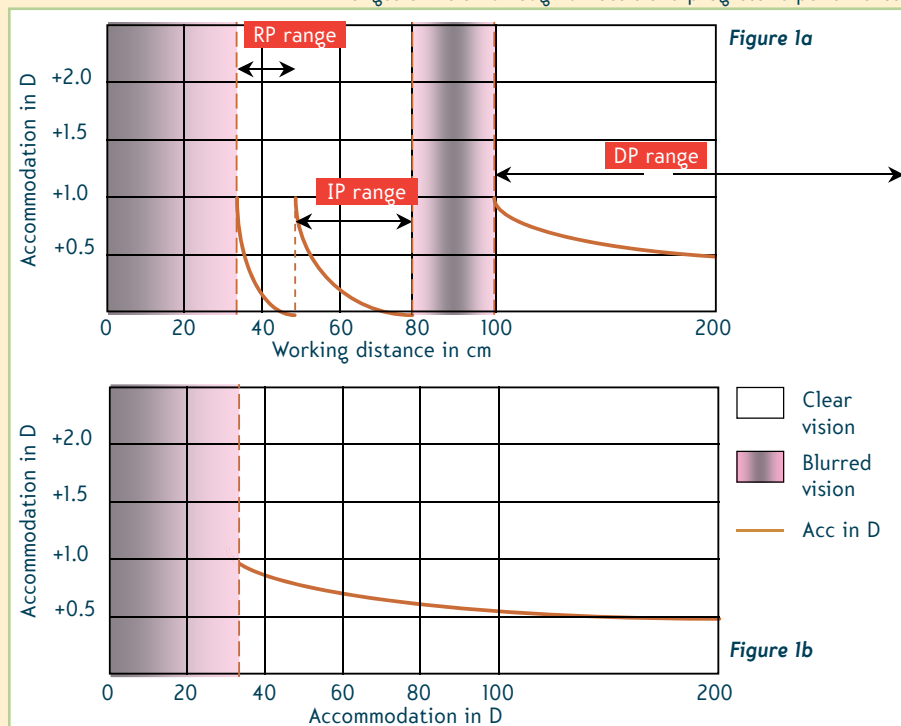 Figure 1a
RP range
DP range
IP range
Accommodation in D
+2.0
+1.5
+1.0
+0.5
0 20 40 60 80 100 200
Working distance in cm
Accommodation in D
+2.0
+1.5
+1.0
+0.5
0 20 40 60 80 100 200
Accommodation in D
Clear
vision
Blurred
vision
Acc in D
Figure 1b